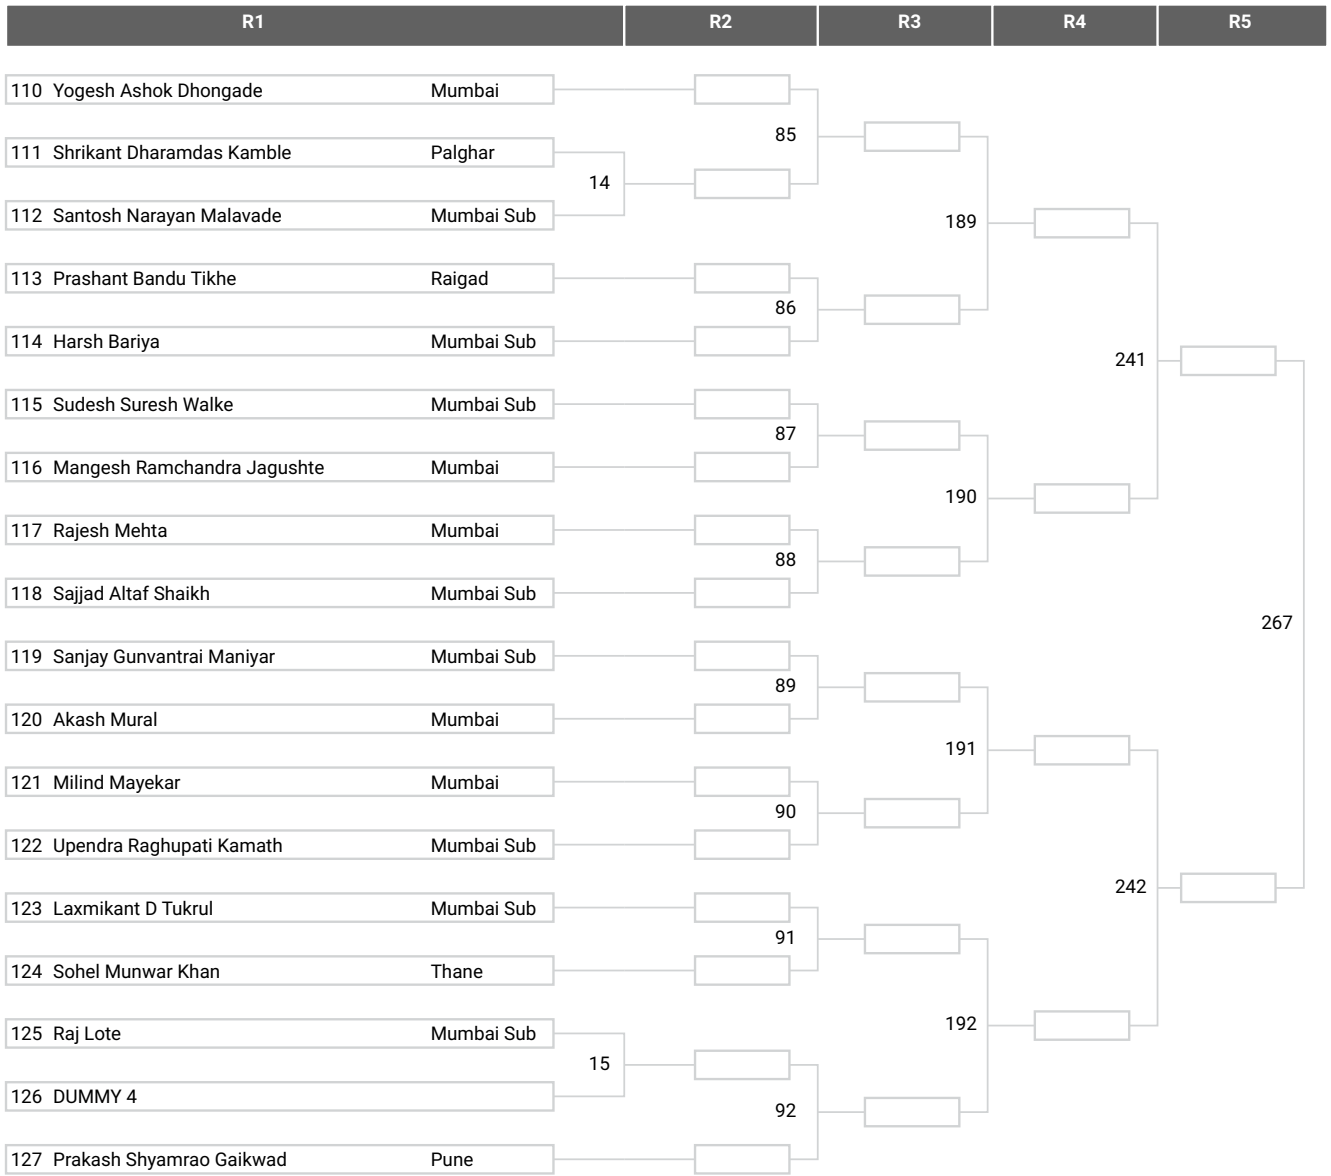 R1 R2 R3 R4 R5
110 Yogesh Ashok Dhongade Mumbai
85
111 Shrikant Dharamdas Kamble Palghar
14
112 Santosh Narayan Malavade Mumbai Sub
189
113 Prashant Bandu Tikhe Raigad
86
114 Harsh Bariya Mumbai Sub
241
115 Sudesh Suresh Walke Mumbai Sub
87
116 Mangesh Ramchandra Jagushte Mumbai
190
117 Rajesh Mehta Mumbai
88
118 Sajjad Altaf Shaikh Mumbai Sub
267
119 Sanjay Gunvantrai Maniyar Mumbai Sub
89
120 Akash Mural Mumbai
191
121 Milind Mayekar Mumbai
90
122 Upendra Raghupati Kamath Mumbai Sub
242
123 Laxmikant D Tukrul Mumbai Sub
91
124 Sohel Munwar Khan Thane
192
125 Raj Lote Mumbai Sub
15
126 DUMMY 4
92
127 Prakash Shyamrao Gaikwad Pune